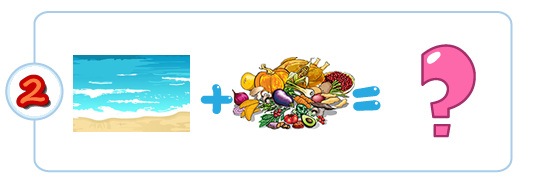 2
+
=
?